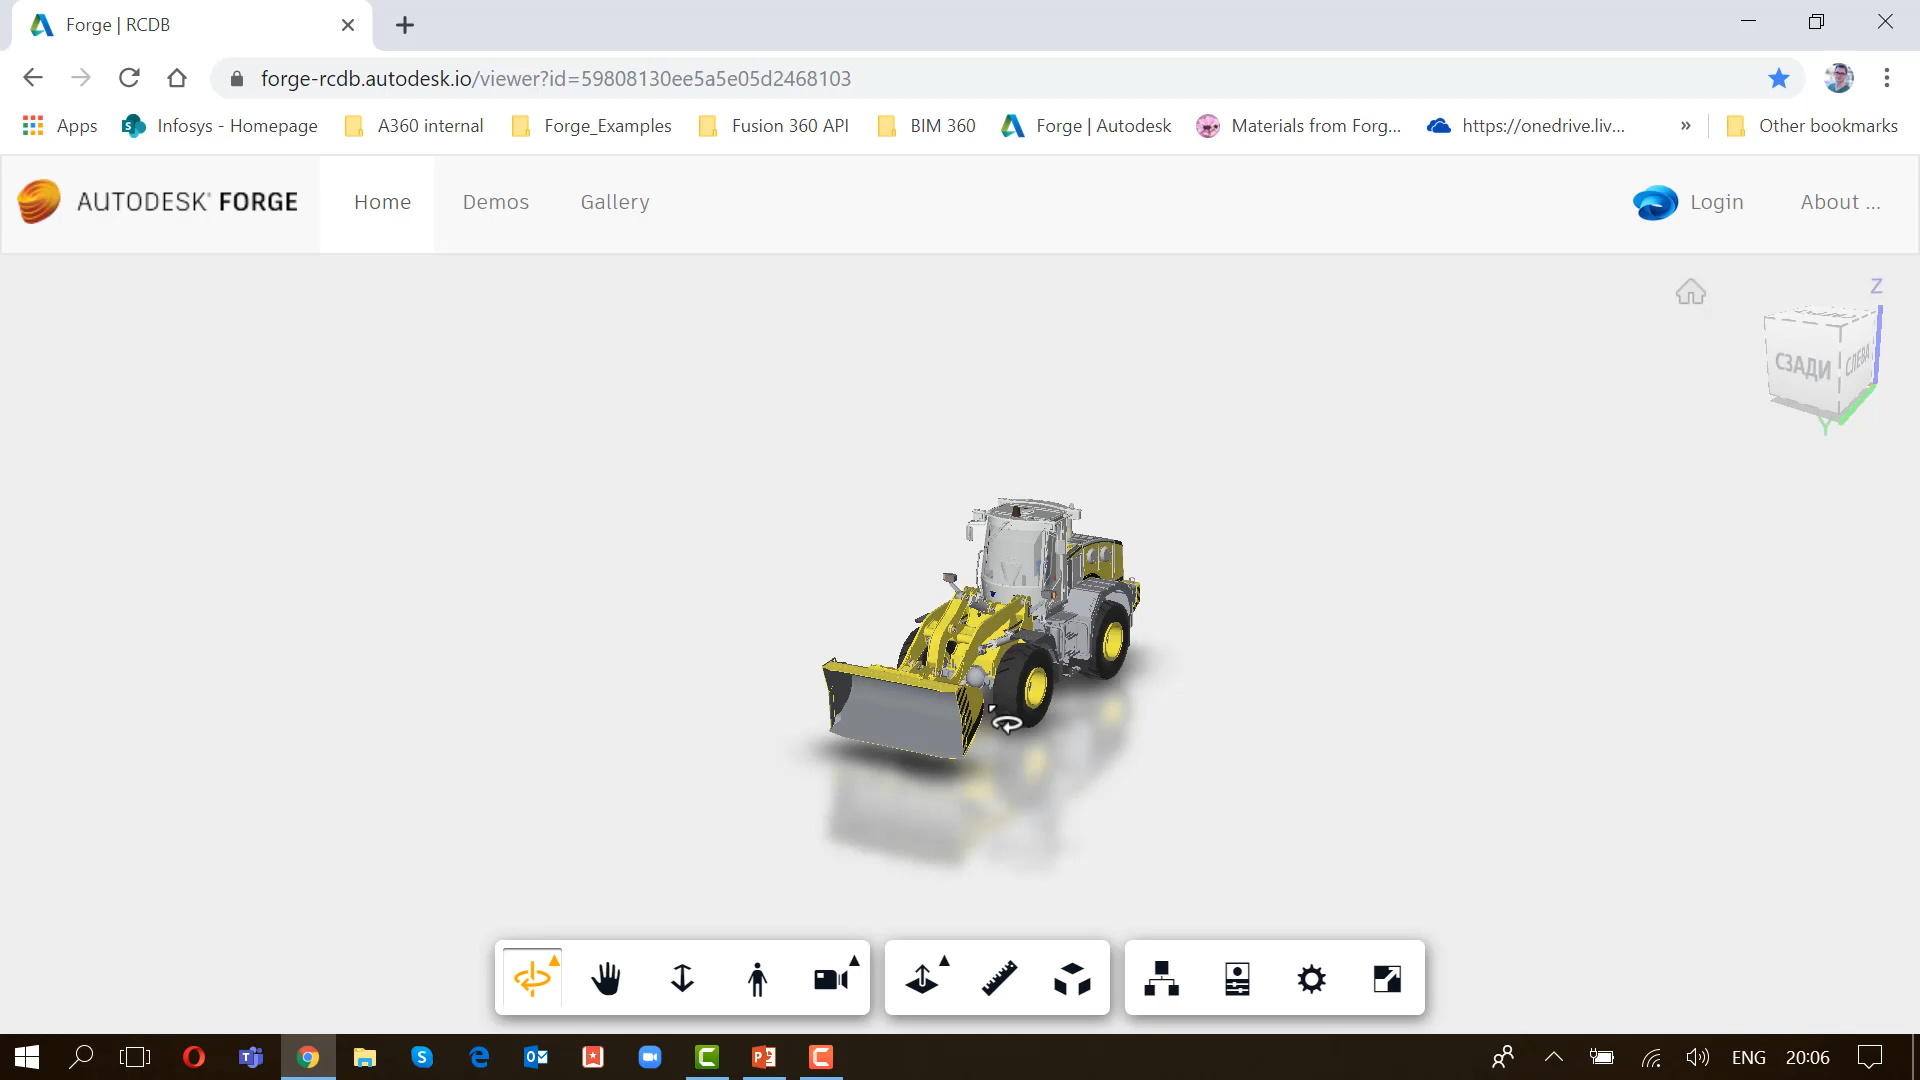 Forge | RCDB
forge-rcdb.autodesk.io/viewer?id=59808130ee5a5e05d2468103
Apps Infosys - Homepage A360 internal Forge_Examples Fusion 360 API BIM 360 Forge | Autodesk Materials from Forg... https://onedrive.liv... » Other bookmarks
AUTODESK® FORGE Home Demos Gallery Login About ...
Z
СЗАДИ СЛЕВА
Y
ENG 20:06